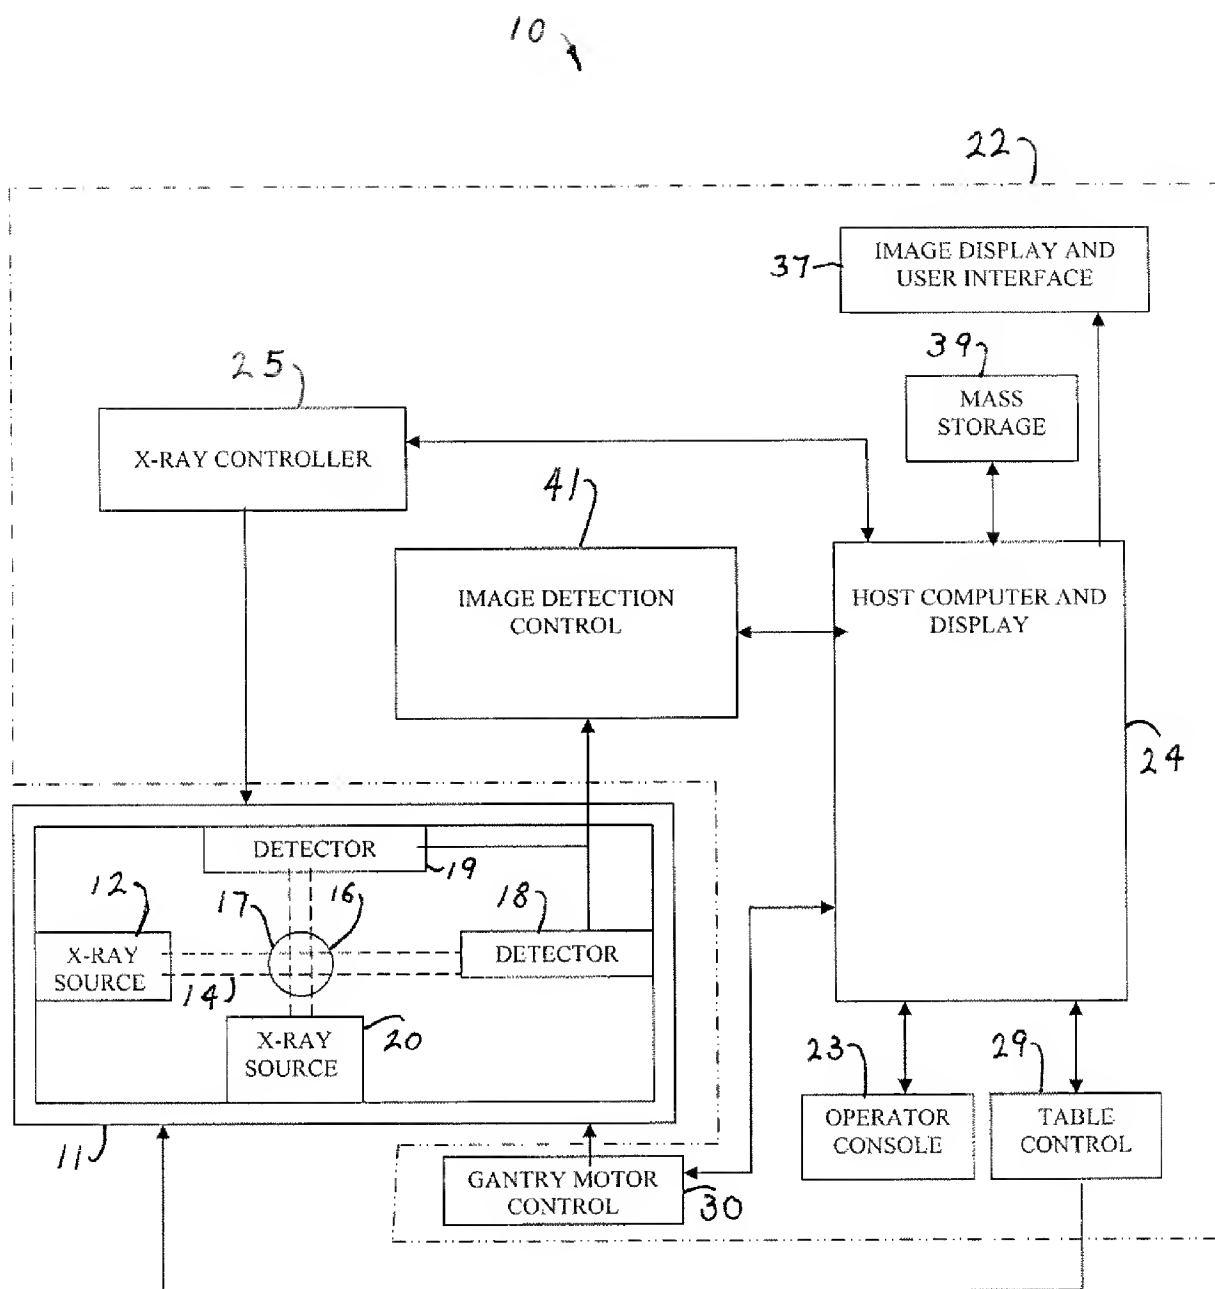 10
22
IMAGE DISPLAY AND
USER INTERFACE
37
39
MASS
STORAGE
25
X-RAY CONTROLLER
41
IMAGE DETECTION
CONTROL
HOST COMPUTER AND
DISPLAY
24
DETECTOR
19
12
17
16
18
X-RAY
SOURCE
14
DETECTOR
X-RAY
SOURCE
20
23
29
OPERATOR
CONSOLE
TABLE
CONTROL
11
GANTRY MOTOR
CONTROL
30